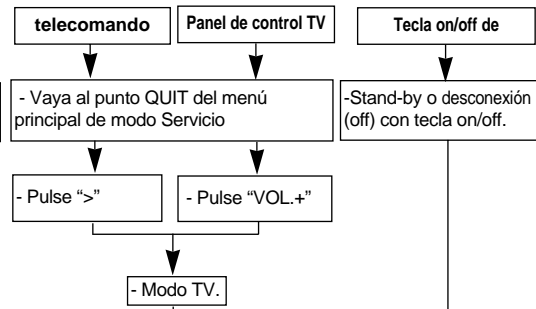 telecomando
Panel de control TV
Tecla on/off de
- Vaya al punto QUIT del menú
principal de modo Servicio
-Stand-by o desconexión
(off) con tecla on/off.
- Pulse “>”
- Pulse “VOL.+”
- Modo TV.